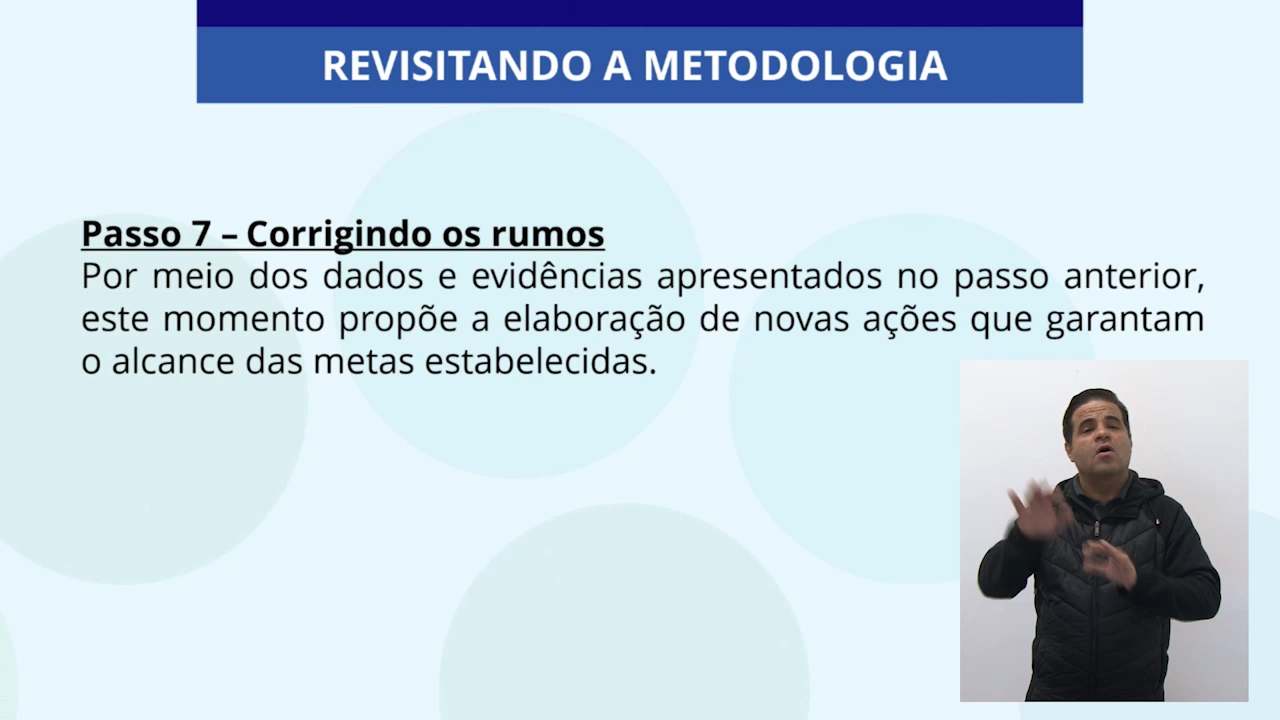 REVISITANDO A METODOLOGIA
Passo 7 – Corrigindo os rumos
Por meio dos dados e evidências apresentados no passo anterior,
este momento propõe a elaboração de novas ações que garantam
o alcance das metas estabelecidas.